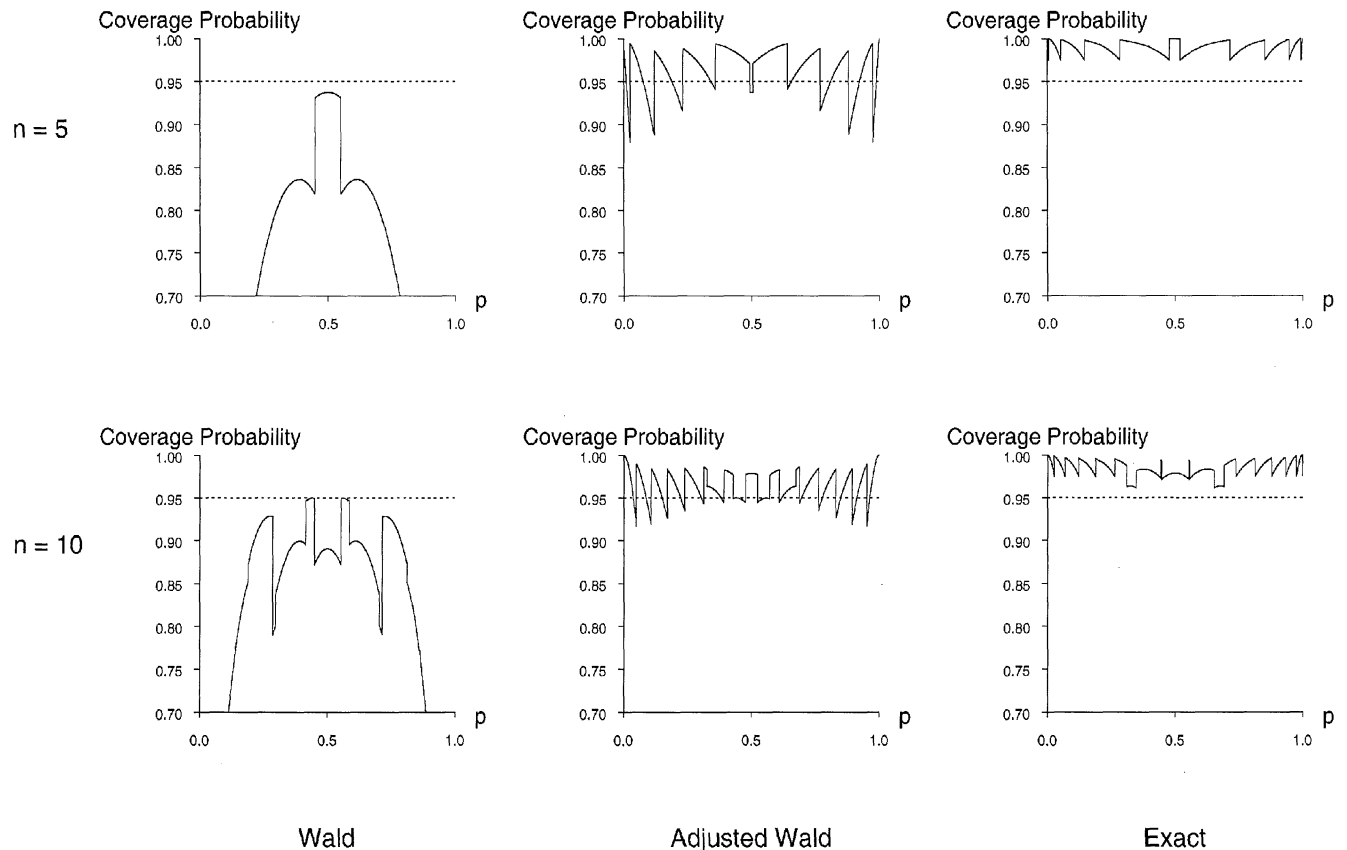 Coverage Probability Coverage Probability Coverage Probability
1.00 1.00 1.00
0.95 0.95 0.95
0.90 0.90 0.90
n = 5
0.85 0.85 0.85
0.80 0.80 0.80
0.75 0.75 0.75
0.70 p 0.70 p 0.70 p
0.0 0.5 1.0 0.0 0.5 1.0 0.0 0.5 1.0
Coverage Probability Coverage Probability Coverage Probability
1.00 1.00 1.00
0.95 0.95 0.95
n = 10 0.90 0.90 0.90
0.85 0.85 0.85
0.80 0.80 0.80
0.75 0.75 0.75
0.70 p 0.70 p 0.70 p
0.0 0.5 1.0 0.0 0.5 1.0 0.0 0.5 1.0
Wald Adjusted Wald Exact